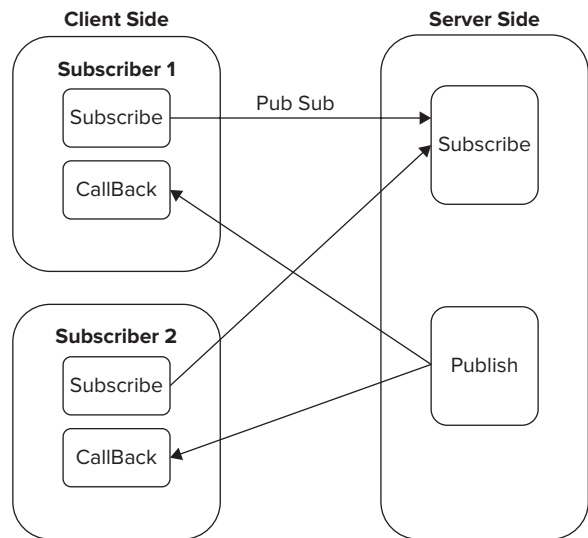 Client Side
Server Side
Subscriber 1
Subscribe
Pub Sub
Subscribe
CallBack
Subscriber 2
Subscribe
Publish
CallBack